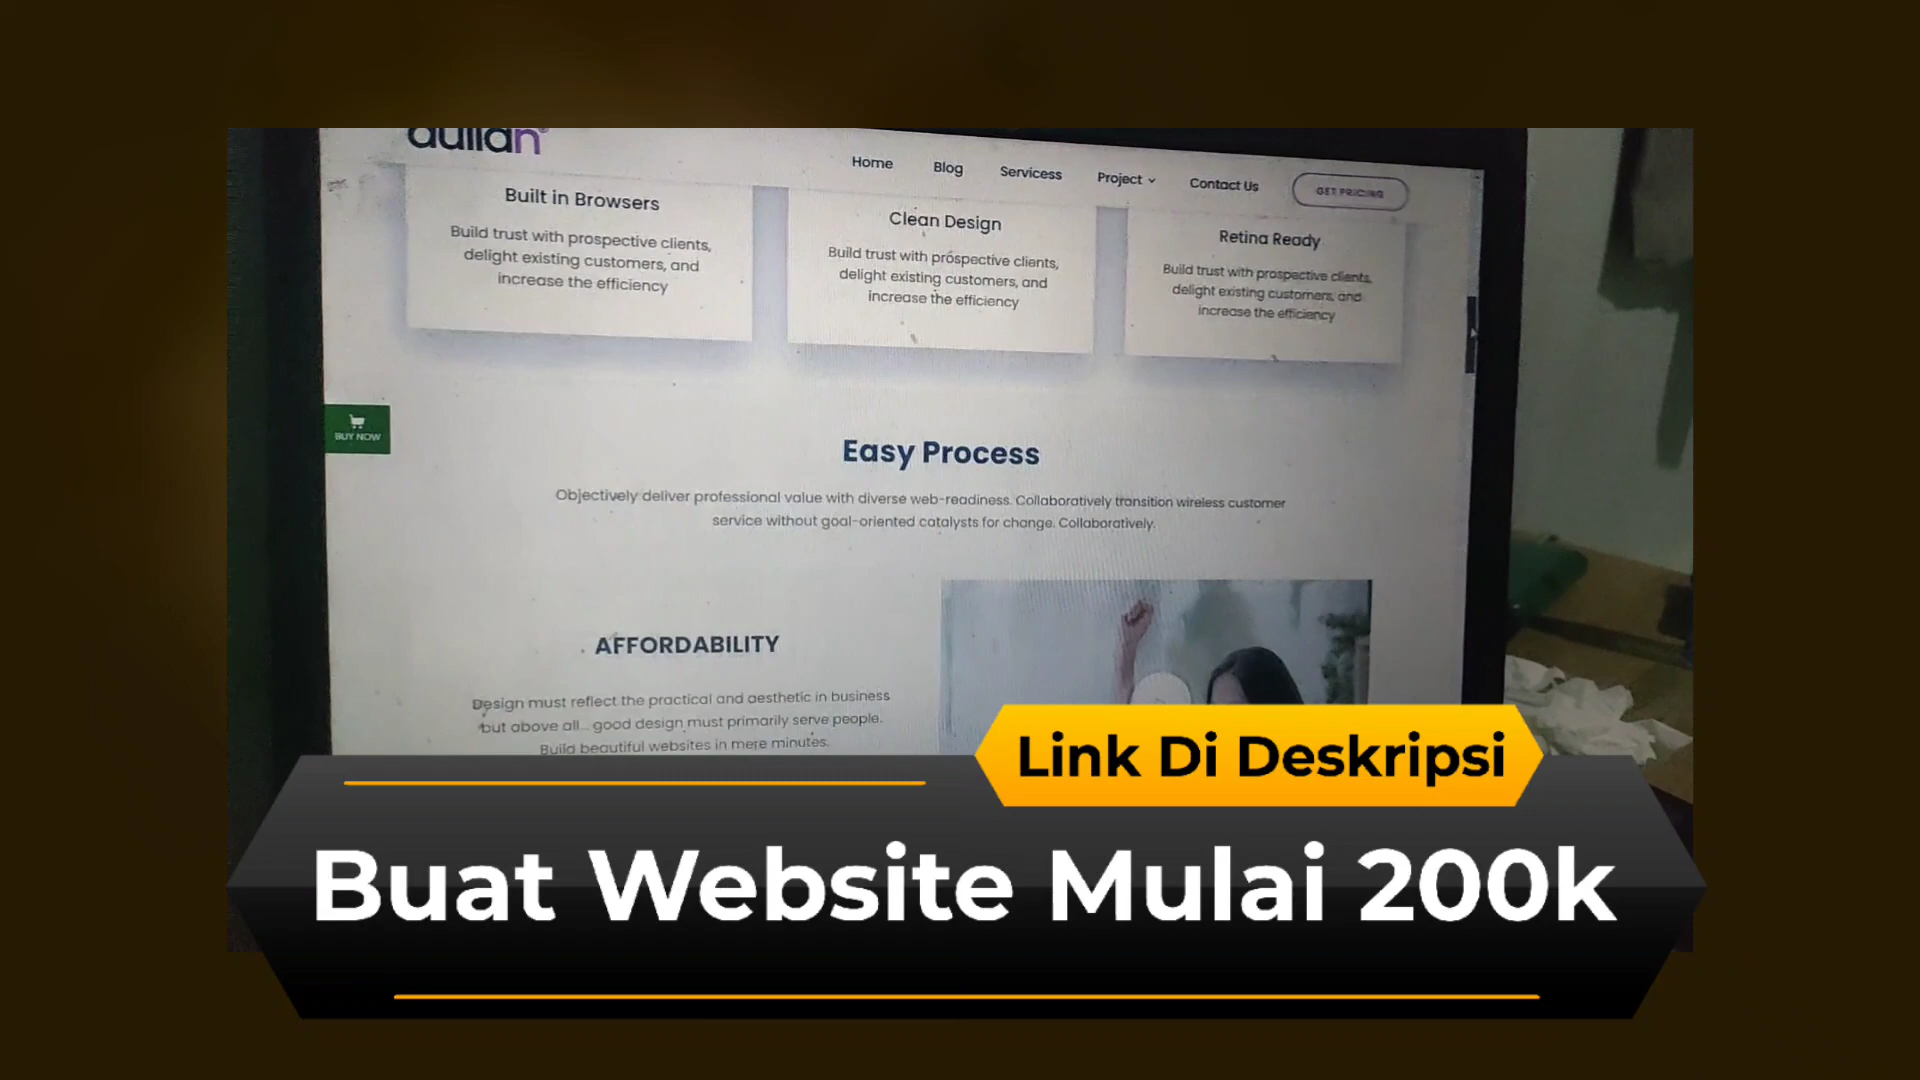 aulian
Home Blog Servicess Project Contact Us GET PRICING
Built in Browsers
Build trust with prospective clients,
delight existing customers, and
increase the efficiency
Clean Design
Build trust with prospective clients,
delight existing customers, and
increase the efficiency
Retina Ready
Build trust with prospective clients,
delight existing customers, and
increase the efficiency
BUY NOW
Easy Process
Objectively deliver professional value with diverse web-readiness. Collaboratively transition wireless customer
service without goal-oriented catalysts for change. Collaboratively.
AFFORDABILITY
Design must reflect the practical and aesthetic in business
but above all... good design must primarily serve people.
Build beautiful websites in mere minutes.
Link Di Deskripsi
Buat Website Mulai 200k